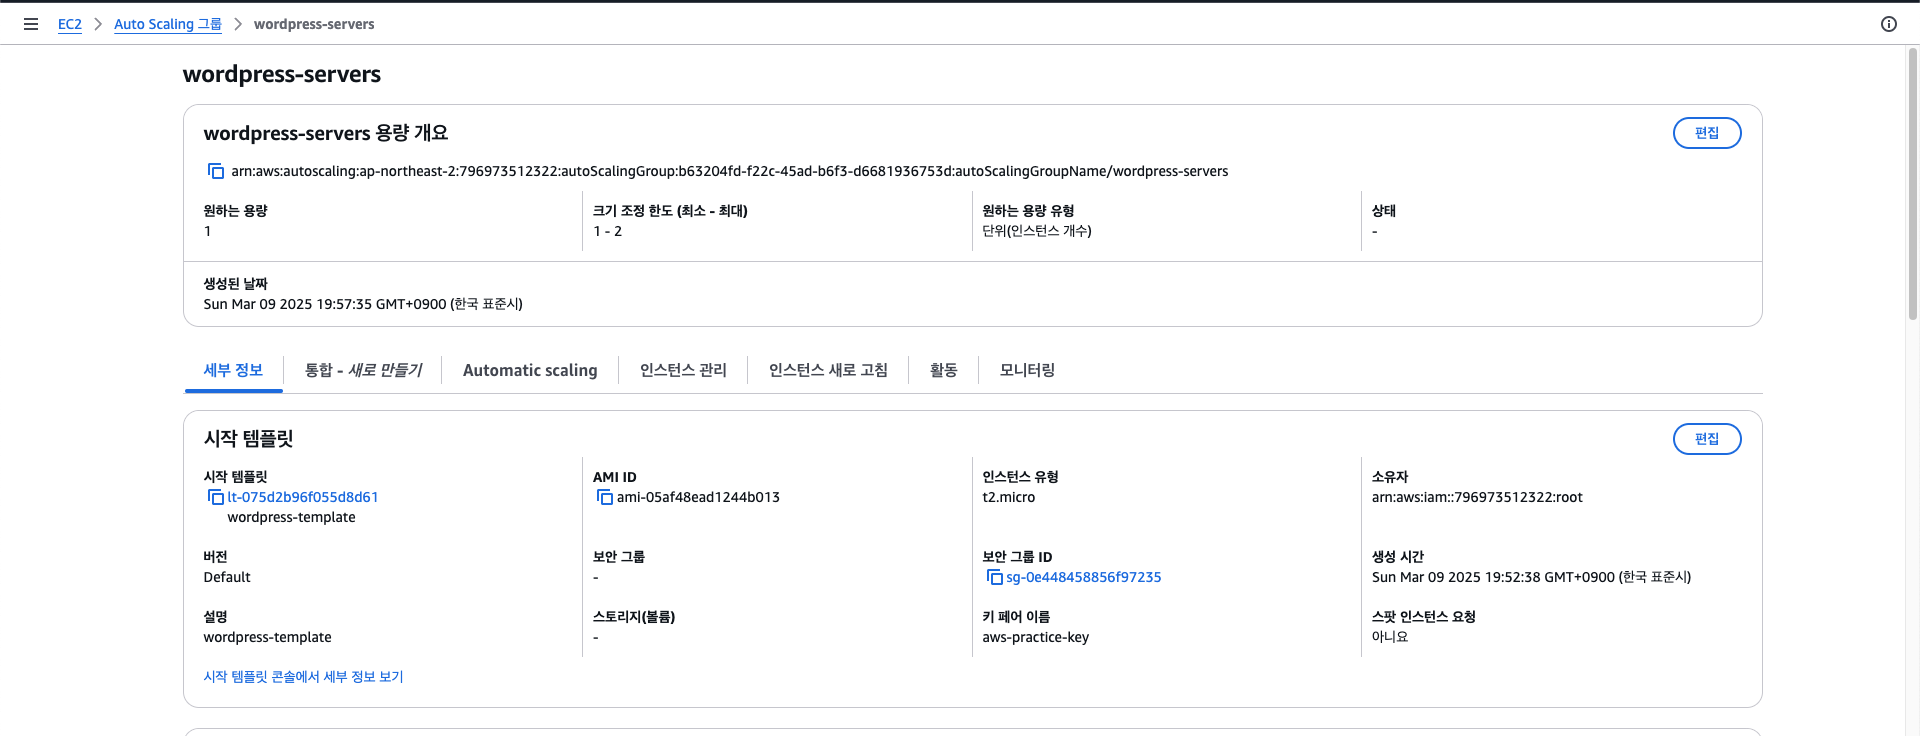 EC2 > Auto Scaling 그룹 > wordpress-servers
wordpress-servers
wordpress-servers 용량 개요
편집
arn:aws:autoscaling:ap-northeast-2:796973512322:autoScalingGroup:b63204fd-f22c-45ad-b6f3-d6681936753d:autoScalingGroupName/wordpress-servers
원하는 용량
1
크기 조정 한도 (최소 - 최대)
1 - 2
원하는 용량 유형
단위(인스턴스 개수)
상태
-
생성된 날짜
Sun Mar 09 2025 19:57:35 GMT+0900 (한국 표준시)
세부 정보
통합 - 새로 만들기
Automatic scaling
인스턴스 관리
인스턴스 새로 고침
활동
모니터링
시작 템플릿
편집
시작 템플릿
lt-075d2b96f055d8d61
wordpress-template
AMI ID
ami-05af48ead1244b013
인스턴스 유형
t2.micro
소유자
arn:aws:iam::796973512322:root
버전
Default
보안 그룹
-
보안 그룹 ID
sg-0e448458856f97235
생성 시간
Sun Mar 09 2025 19:52:38 GMT+0900 (한국 표준시)
설명
wordpress-template
스토리지(볼륨)
-
키 페어 이름
aws-practice-key
스팟 인스턴스 요청
아니요
시작 템플릿 콘솔에서 세부 정보 보기